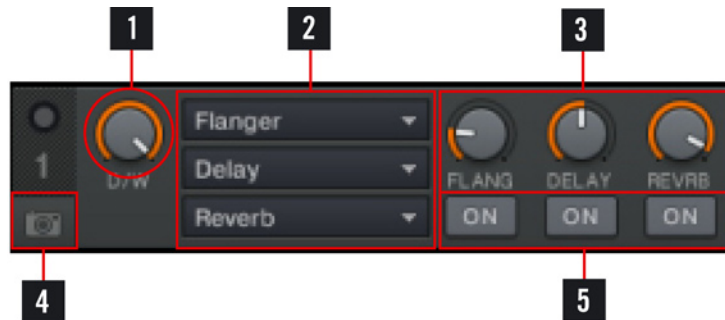 1
2
3
Flanger
Delay
Reverb
1
D/W
FLANG DELAY REVRB
ON ON ON
4
5